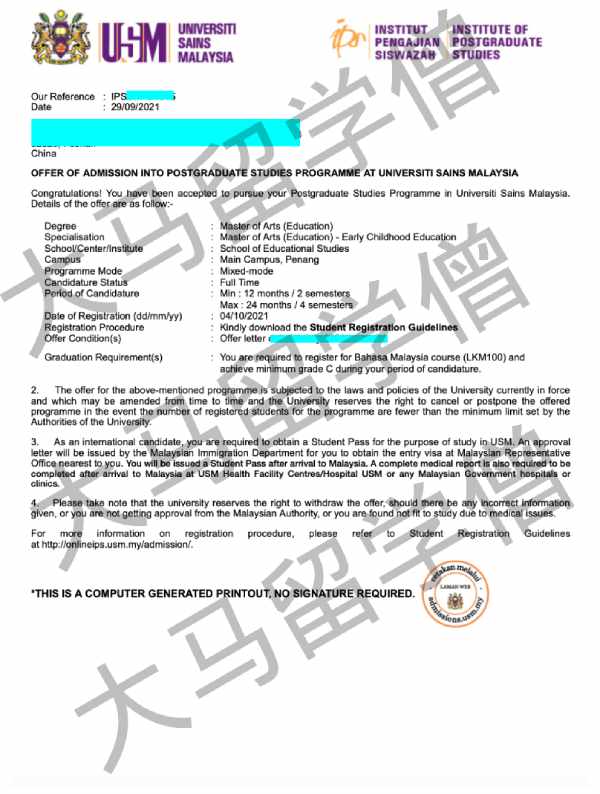 USM
UNIVERSITI
SAINS
MALAYSIA
ips
INSTITUT
PENGAJIAN
SISWAZAH
INSTITUTE OF
POSTGRADUATE
STUDIES
Our Reference : IPS
Date : 29/09/2021
China
OFFER OF ADMISSION INTO POSTGRADUATE STUDIES PROGRAMME AT UNIVERSITI SAINS MALAYSIA
Congratulations! You have been accepted to pursue your Postgraduate Studies Programme in Universiti Sains Malaysia.
Details of the offer are as follow:-
Degree : Master of Arts (Education)
Specialisation : Master of Arts (Education) - Early Childhood Education
School/Center/Institute : School of Educational Studies
Campus : Main Campus, Penang
Programme Mode : Mixed-mode
Candidature Status : Full Time
Period of Candidature : Min : 12 months / 2 semesters
Max : 24 months / 4 semesters
Date of Registration (dd/mm/yy) : 04/10/2021
Registration Procedure : Kindly download the Student Registration Guidelines
Offer Condition(s) : Offer letter
Graduation Requirement(s) : You are required to register for Bahasa Malaysia course (LKM100) and
achieve minimum grade C during your period of candidature.
2. The offer for the above-mentioned programme is subjected to the laws and policies of the University currently in force
and which may be amended from time to time and the University reserves the right to cancel or postpone the offered
programme in the event the number of registered students for the programme are fewer than the minimum limit set by the
Authorities of the University.
3. As an international candidate, you are required to obtain a Student Pass for the purpose of study in USM. An approval
letter will be issued by the Malaysian Immigration Department for you to obtain the entry visa at Malaysian Representative
Office nearest to you. You will be issued a Student Pass after arrival to Malaysia. A complete medical report is also required to be
completed after arrival to Malaysia at USM Health Facility Centres/Hospital USM or any Malaysian Government hospitals or
clinics.
4. Please take note that the university reserves the right to withdraw the offer, should there be any incorrect information
given, or you are not getting approval from the Malaysian Authority, or you are found not fit to study due to medical issues.
For more information on registration procedure, please refer to Student Registration Guidelines
at http://onlineips.usm.my/admission/.
*THIS IS A COMPUTER GENERATED PRINTOUT, NO SIGNATURE REQUIRED.
cetakan melalui
LAMAN WEB
admissions.usm.my
大马留学僧
大马留学僧
大马留学僧